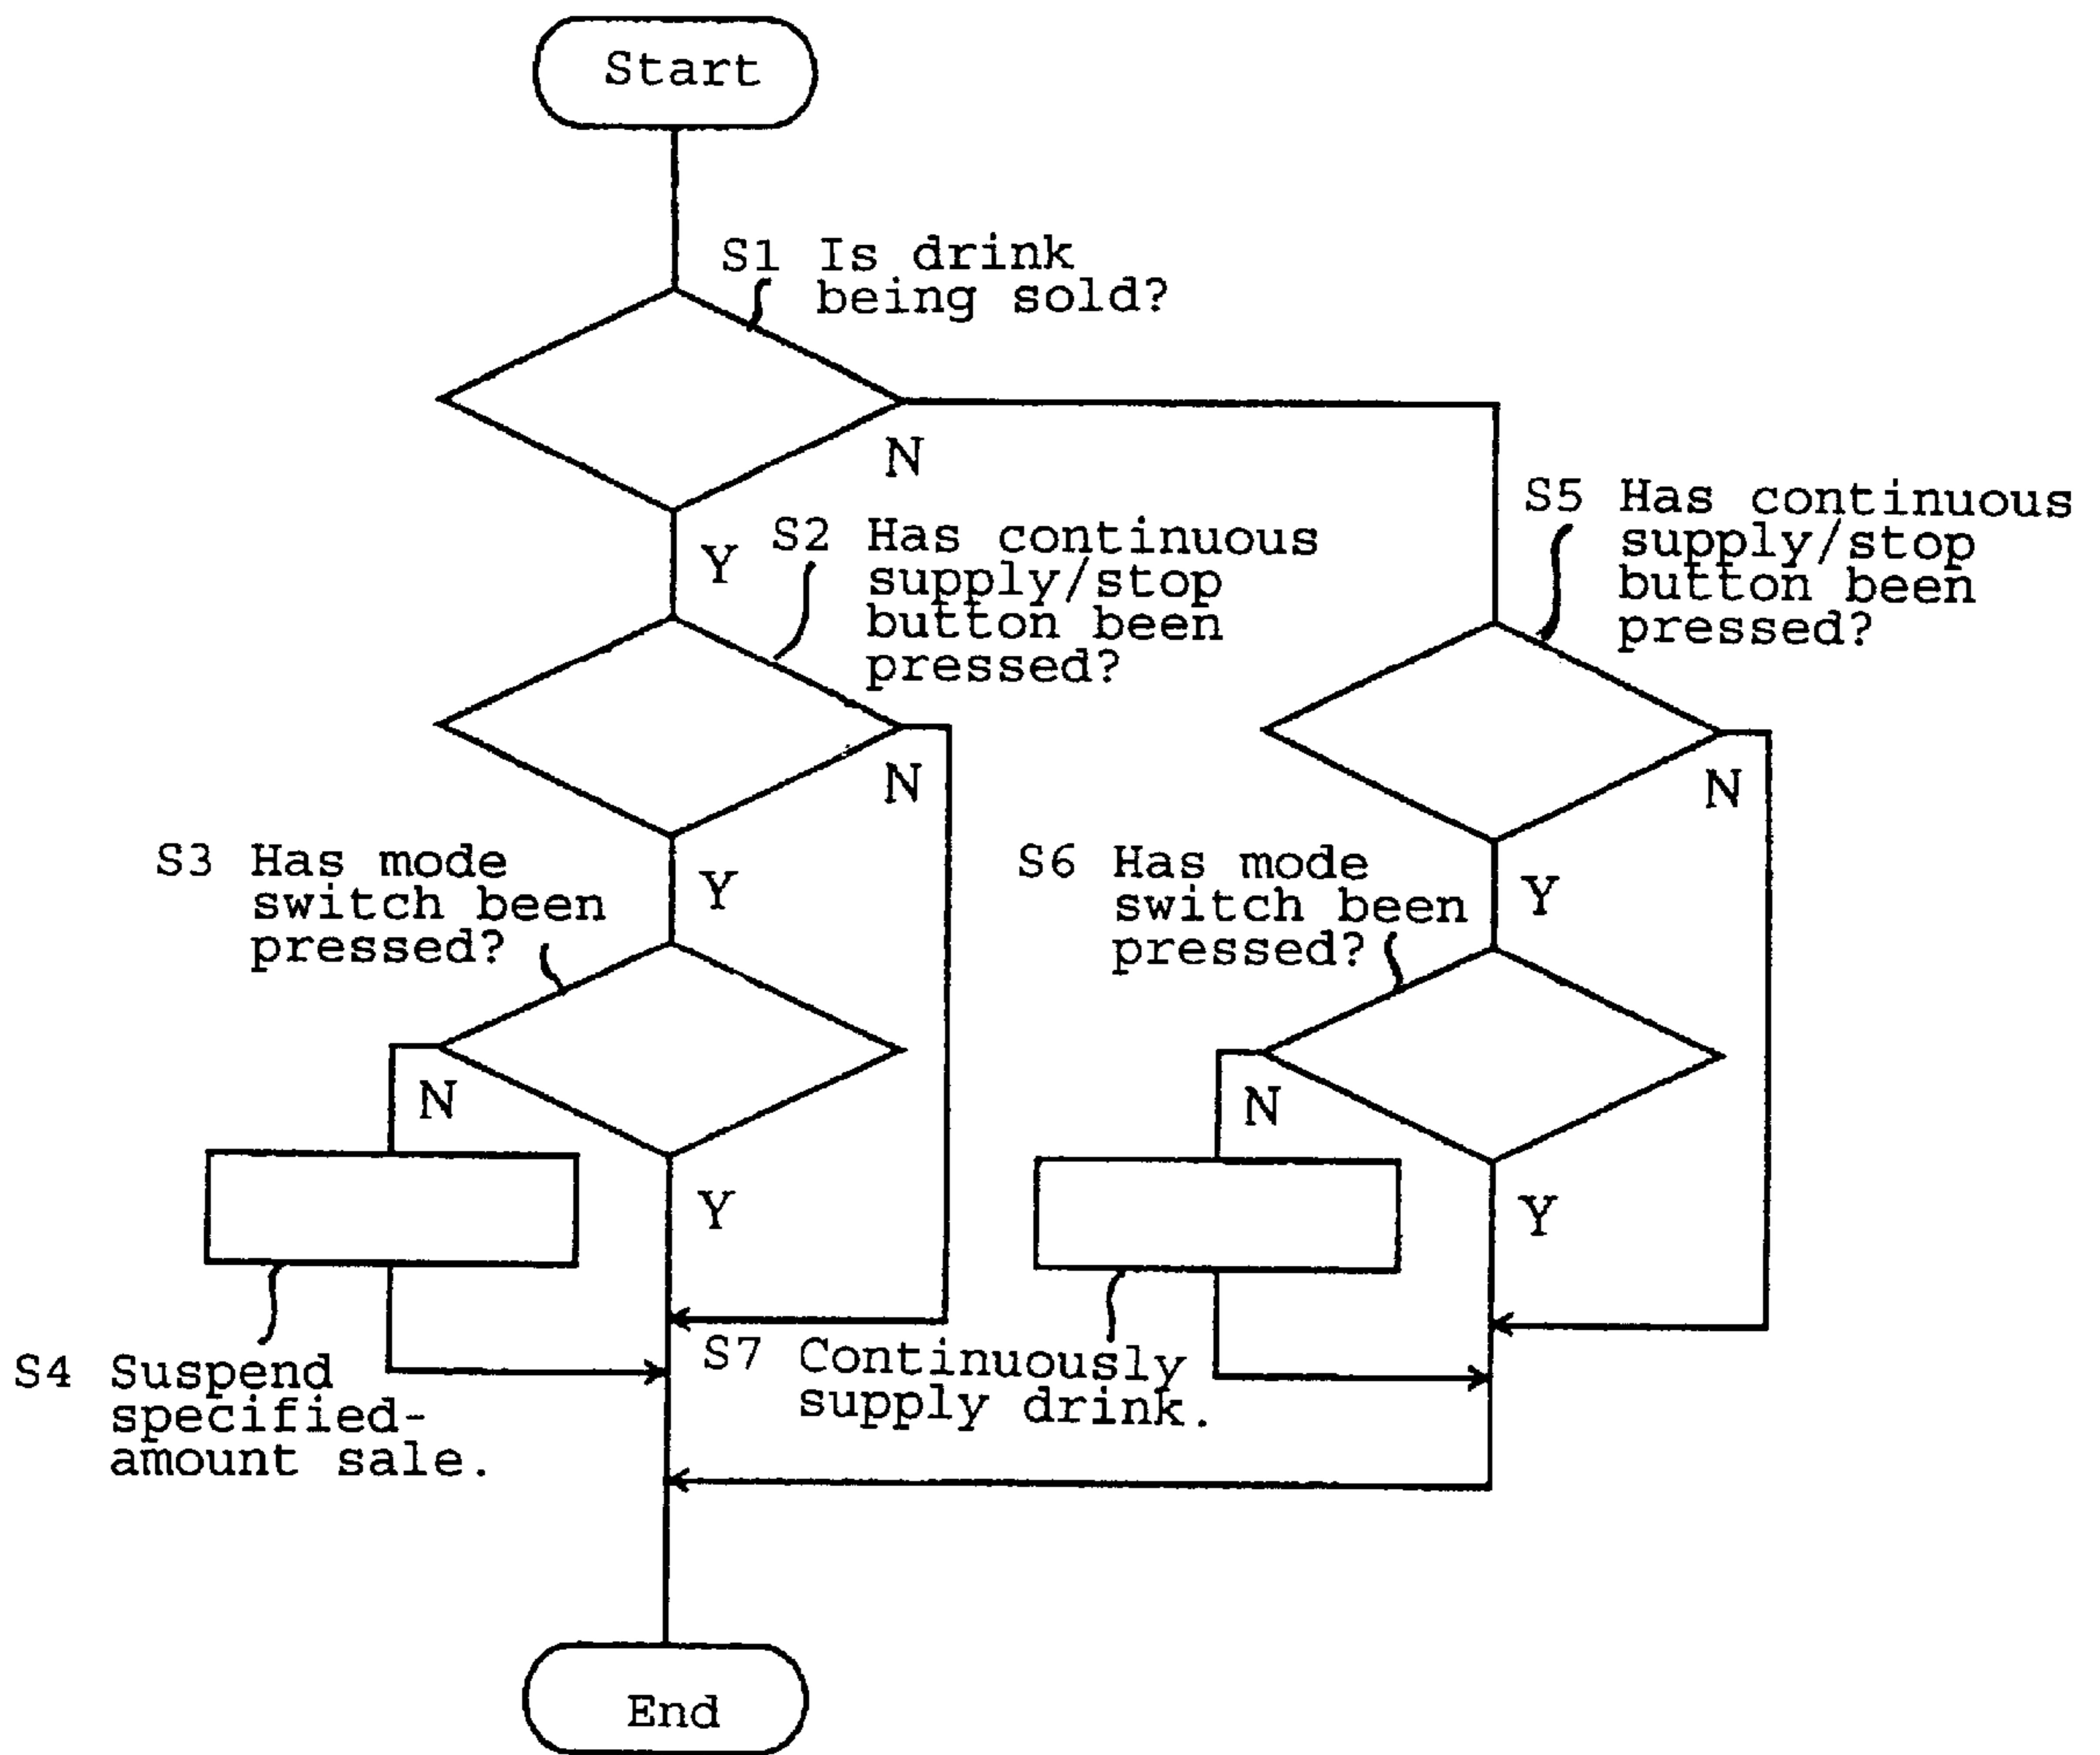 Start
S1 Is drink
being sold?
N
Y
S2 Has continuous
supply/stop
button been
pressed?
N
S5 Has continuous
supply/stop
button been
pressed?
N
S3 Has mode
switch been
pressed?
Y
N
Y
S6 Has mode
switch been
pressed?
Y
N
Y
S4 Suspend
specified-
amount sale.
S7 Continuously
supply drink.
End